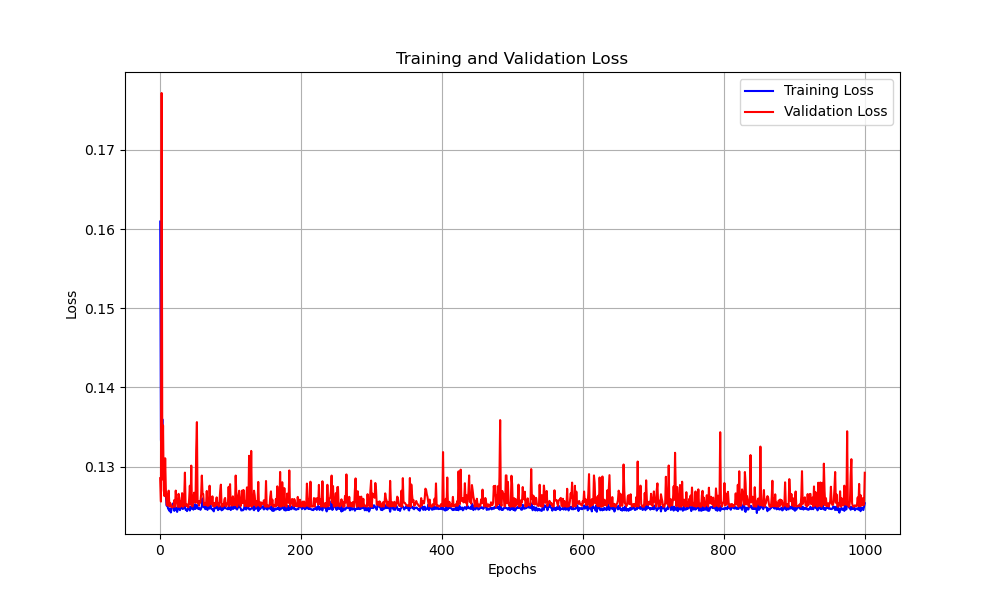 Training and Validation Loss
Training Loss
Validation Loss
0.17
0.16
0.15
0.14
0.13
Loss
0
200
400
600
800
1000
Epochs